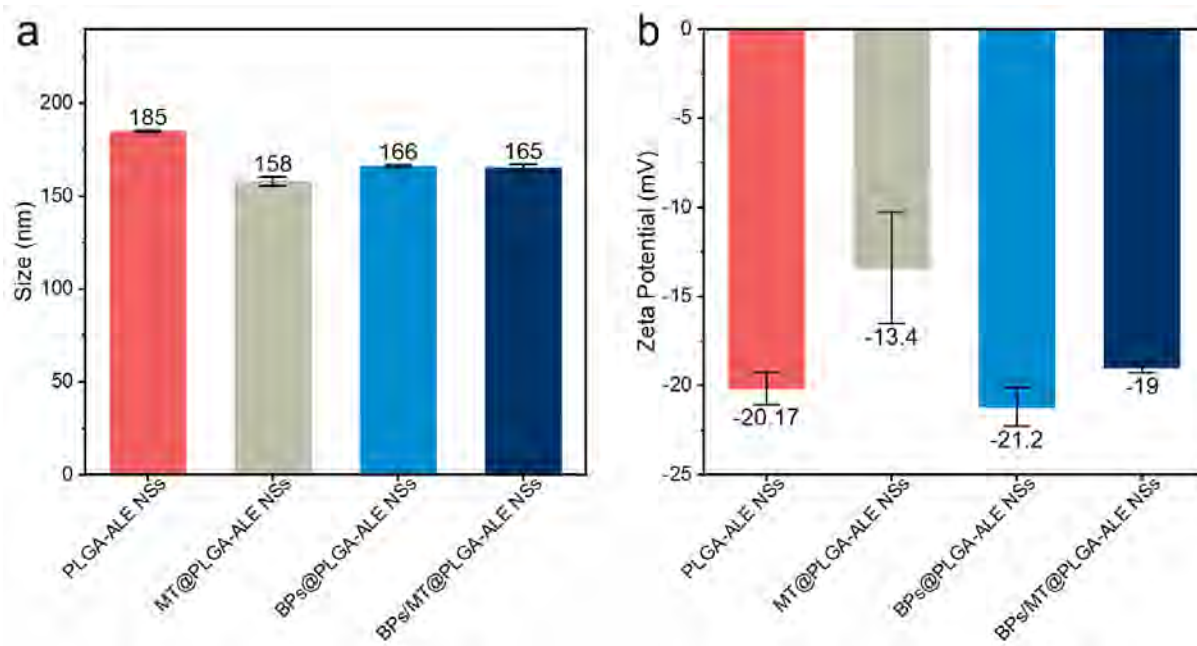 a
Size (nm)
200
150
100
50
0
185
158
166
165
PLGA-ALE NSs
MT@PLGA-ALE NSs
BPs@PLGA-ALE NSs
BPs/MT@PLGA-ALE NSs
b
Zeta Potential (mV)
0
-5
-10
-15
-20
-25
-20.17
-13.4
-21.2
-19
PLGA-ALE NSs
MT@PLGA-ALE NSs
BPs@PLGA-ALE NSs
BPs/MT@PLGA-ALE NSs